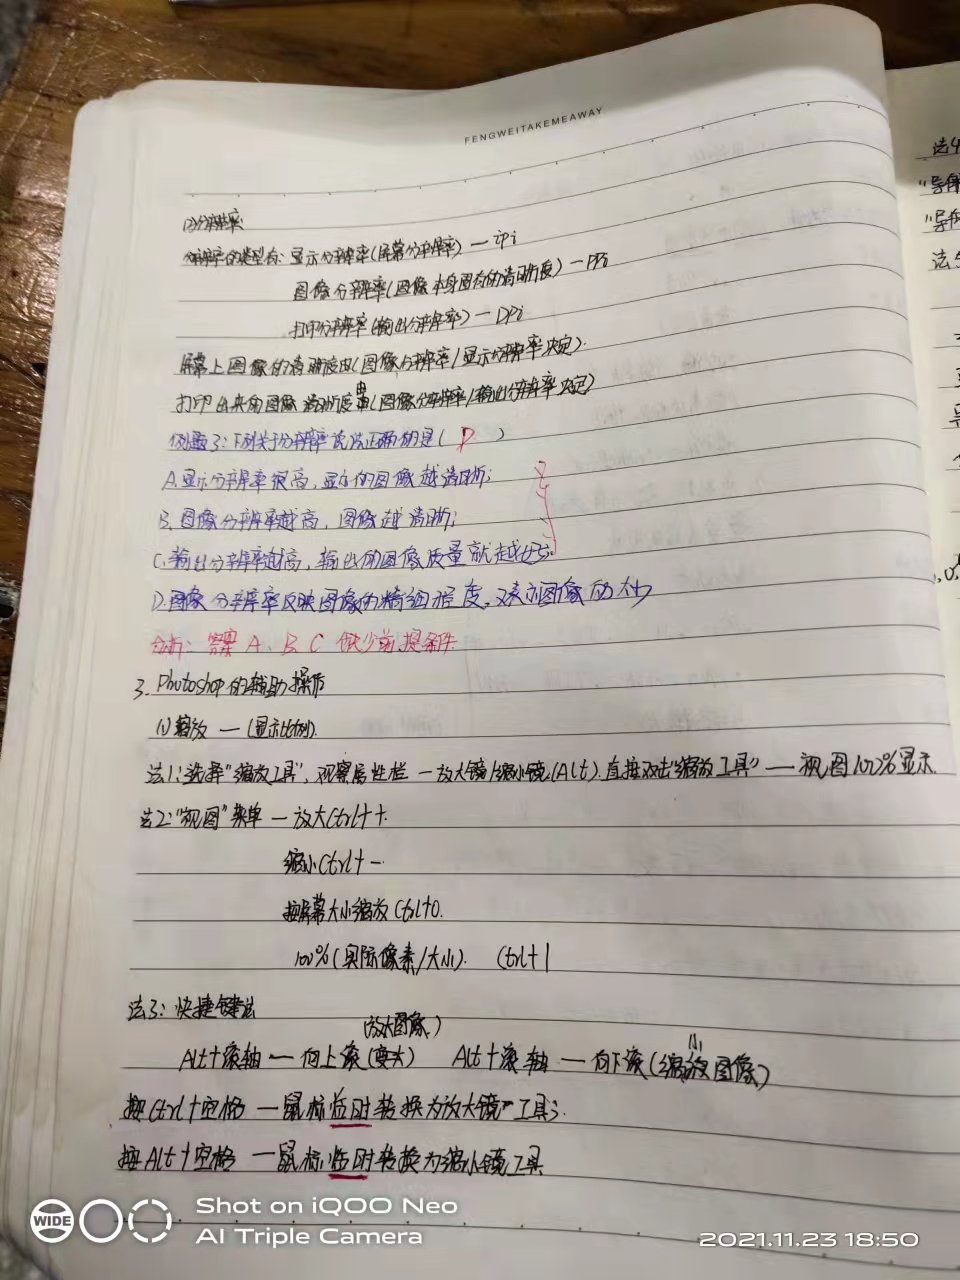 FENGWEITAKEMEAWAY
(2)分辨率
分辨率的类型有: 显示分辨率(屏幕分辨率) — PPi
图像分辨率(图像本身固有的清晰度) — PPi
打印分辨率(输出分辨率) — DPi
屏幕上图像的清晰度由(图像分辨率/显示分辨率决定).
打印出来的图像清晰度由(图像分辨率/输出分辨率决定)
例题3:下列关于分辨率说法正确的是( D )
A.显示分辨率很高,显示的图像越清晰;
B.图像分辨率越高,图像越清晰;
C.输出分辨率越高,输出的图像质量就越好;
D.图像分辨率反映图像的精细程度,又表示图像的大小
分析: 答案 A、B、C 缺少前提条件
3. Photoshop的辅助操作
(1)缩放 — (显示比例)
法1:选择"缩放工具",观察属性栏 — 放大镜/缩小镜(Alt).直接双击"缩放工具" — 视图100%显示.
法2:"视图"菜单 — 放大Ctrl++
缩小Ctrl+-
按屏幕大小缩放Ctrl+0.
100%(实际像素/大小). Ctrl+1
法3: 快捷键法
(放大图像)
Alt+滚轴 — 向上滚(变大) Alt+滚轴 — 向下滚(缩小图像)
按Ctrl+空格 — 鼠标临时转换为放大镜"工具;
按Alt+空格 — 鼠标临时转换为缩小镜工具
法4
"导航
"导航
法5
Shot on iQOO Neo
WIDE
AI Triple Camera
2021.11.23 18:50